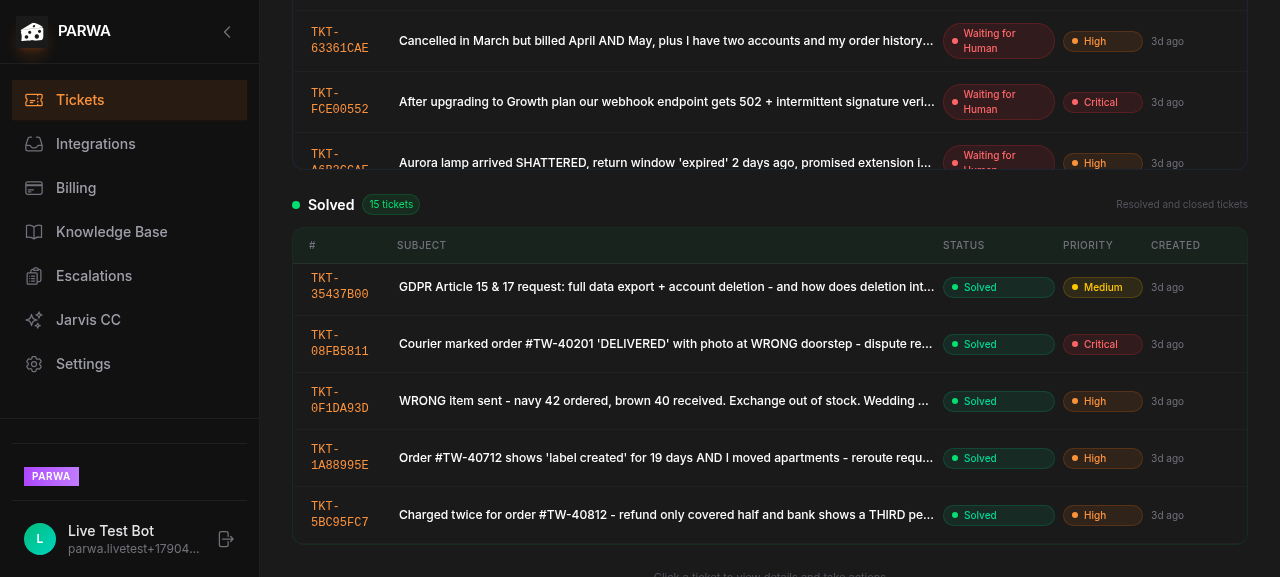 PARWA
Tickets
Integrations
Billing
Knowledge Base
Escalations
Jarvis CC
Settings
PARWA
L
Live Test Bot
parwa.livetest+17904...
TKT-
63361CAE
Cancelled in March but billed April AND May, plus I have two accounts and my order history...
Waiting for
Human
High
3d ago
TKT-
FCE00552
After upgrading to Growth plan our webhook endpoint gets 502 + intermittent signature veri...
Waiting for
Human
Critical
3d ago
TKT-
Aurora lamp arrived SHATTERED, return window 'expired' 2 days ago, promised extension i...
Waiting for
Human
High
3d ago
Solved
15 tickets
Resolved and closed tickets
# SUBJECT STATUS PRIORITY CREATED
TKT-
35437B00
GDPR Article 15 & 17 request: full data export + account deletion - and how does deletion int...
Solved
Medium
3d ago
TKT-
08FB5811
Courier marked order #TW-40201 'DELIVERED' with photo at WRONG doorstep - dispute re...
Solved
Critical
3d ago
TKT-
0F1DA93D
WRONG item sent - navy 42 ordered, brown 40 received. Exchange out of stock. Wedding ...
Solved
High
3d ago
TKT-
1A88995E
Order #TW-40712 shows 'label created' for 19 days AND I moved apartments - reroute requ...
Solved
High
3d ago
TKT-
5BC95FC7
Charged twice for order #TW-40812 - refund only covered half and bank shows a THIRD pe...
Solved
High
3d ago
Click a ticket to view details and take actions